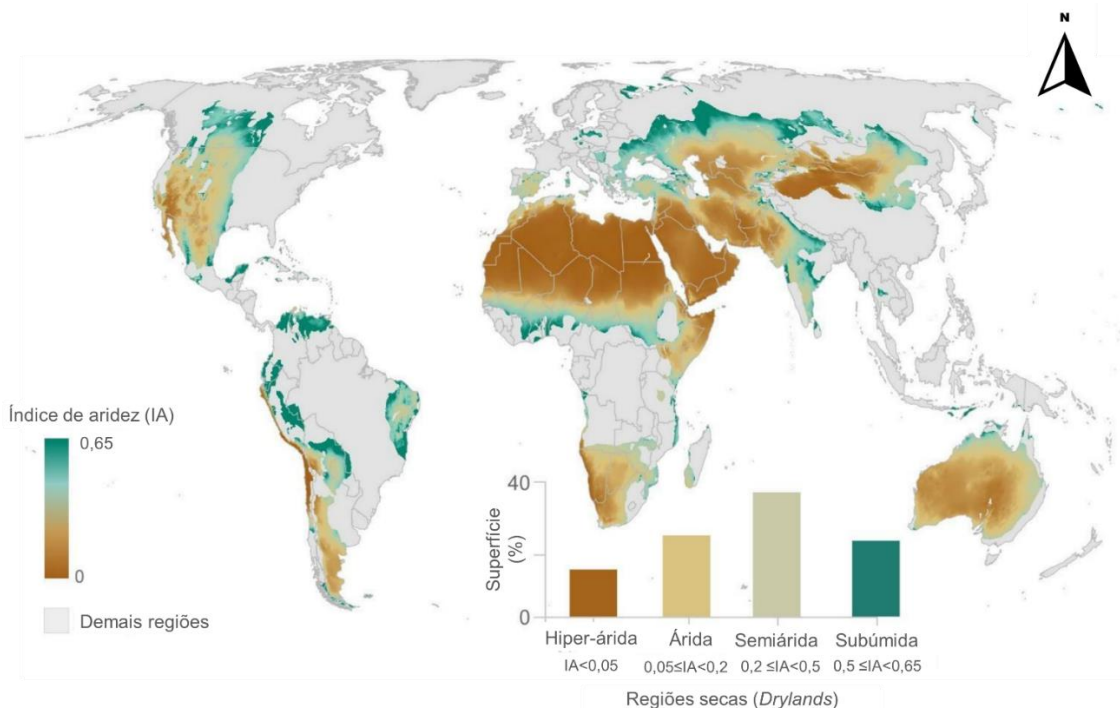 N
Índice de aridez (IA)
0,65
0
Demais regiões
40
0
Superfície
(%)
Hiper-árida
Árida
Semiárida
Subúmida
IA<0,05
0,05≤IA<0,2
0,2 ≤IA<0,5
0,5 ≤IA<0,65
Regiões secas (Drylands)